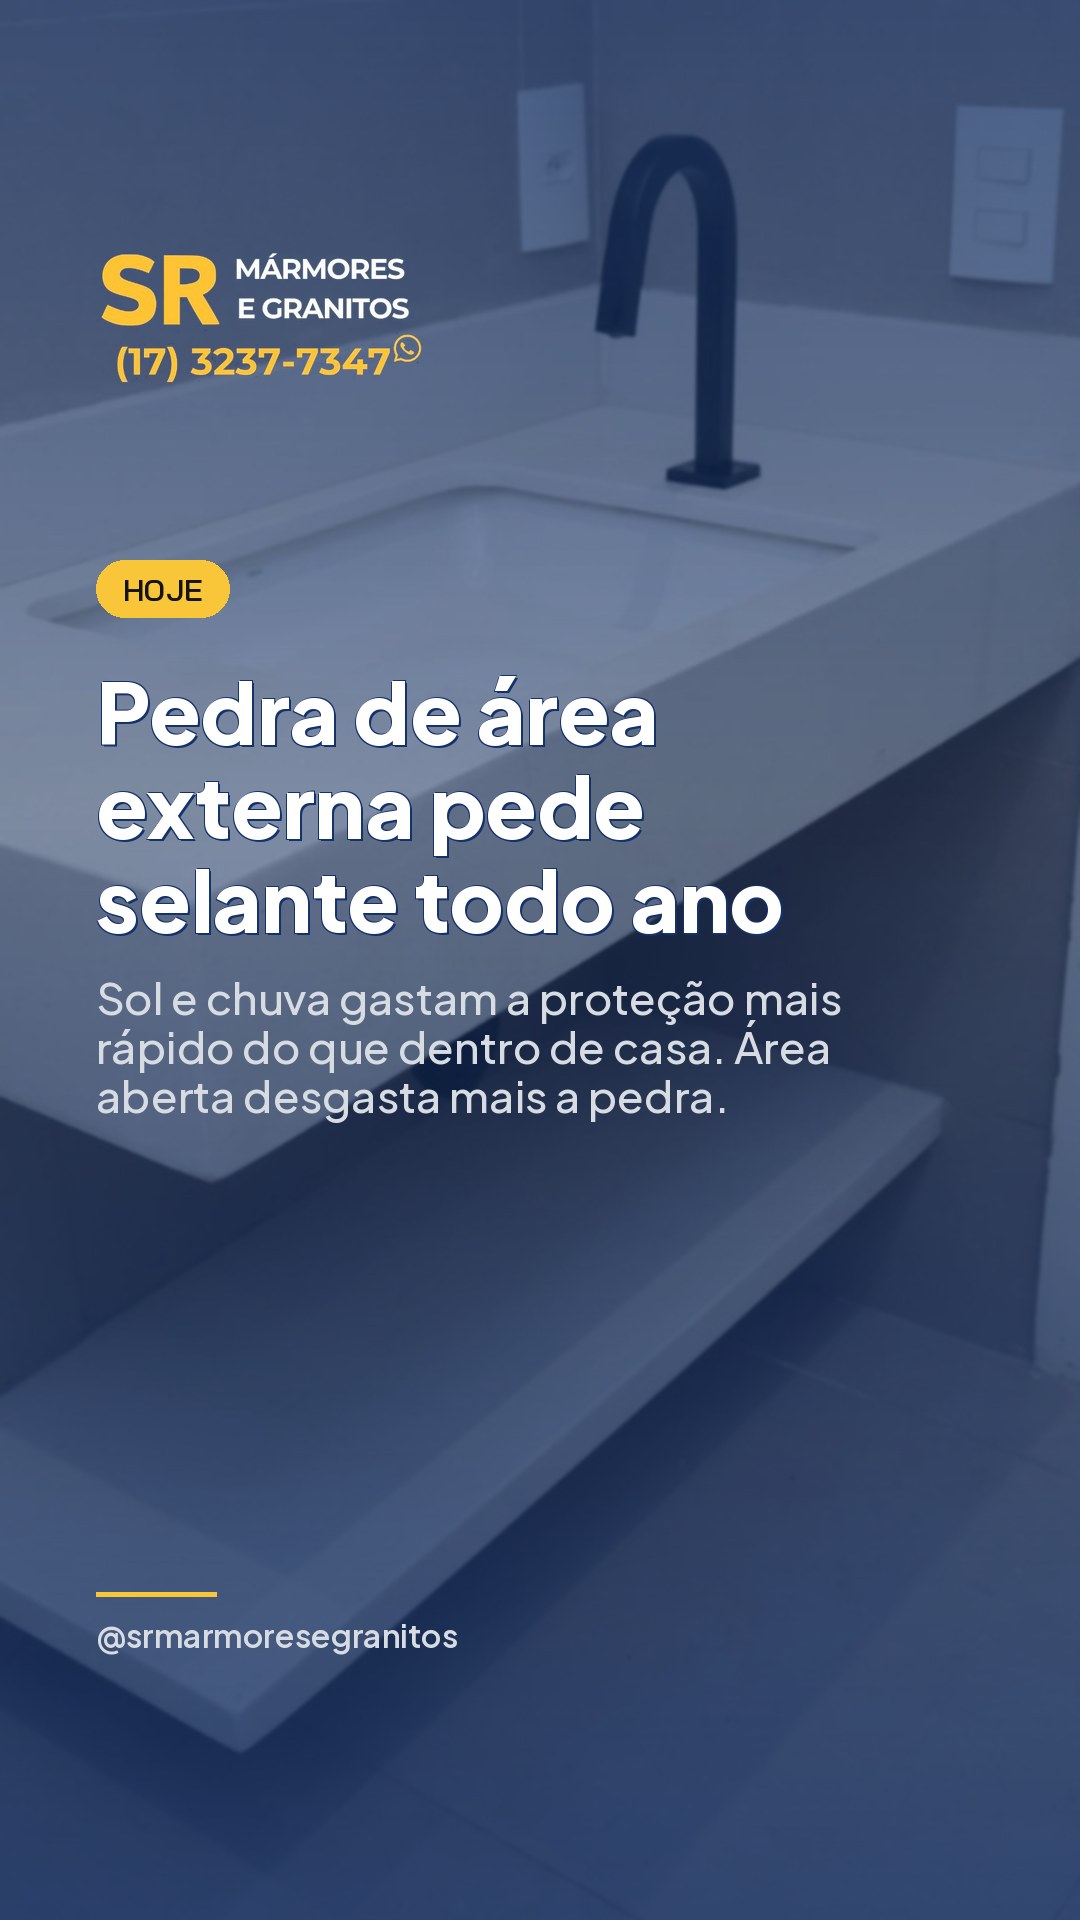 SR MÁRMORES
E GRANITOS
(17) 3237-7347
HOJE
Pedra de área
externa pede
selante todo ano
Sol e chuva gastam a proteção mais
rápido do que dentro de casa. Área
aberta desgasta mais a pedra.
@srmarmoresegranitos